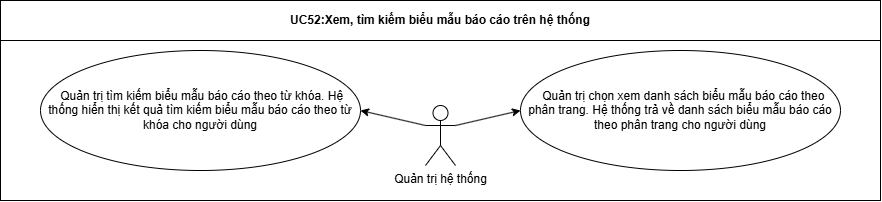 UC52:Xem, tìm kiếm biểu mẫu báo cáo trên hệ thống
Quản trị tìm kiếm biểu mẫu báo cáo theo từ khóa. Hệ
thống hiển thị kết quả tìm kiếm biểu mẫu báo cáo theo từ
khóa cho người dùng
Quản trị chọn xem danh sách biểu mẫu báo cáo theo
phân trang. Hệ thống trả về danh sách biểu mẫu báo cáo
theo phân trang cho người dùng
Quản trị hệ thống